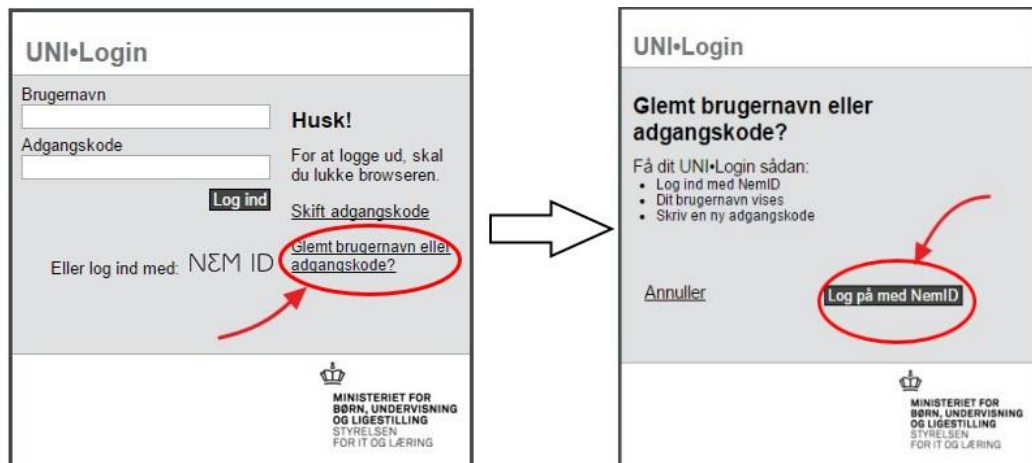 UNI•Login
Brugernavn
Adgangskode
Log ind
Eller log ind med: NEM ID
Husk!
For at logge ud, skal
du lukke browseren.
Skift adgangskode
Glemt brugernavn eller
adgangskode?
MINISTERIET FOR
BØRN, UNDERVISNING
OG LIGESTILLING
STYRELSEN
FOR IT OG LÆRING
UNI•Login
Glemt brugernavn eller
adgangskode?
Få dit UNI•Login sådan:
• Log ind med NemID
• Dit brugernavn vises
• Skriv en ny adgangskode
Annuller
Log på med NemID
MINISTERIET FOR
BØRN, UNDERVISNING
OG LIGESTILLING
STYRELSEN
FOR IT OG LÆRING